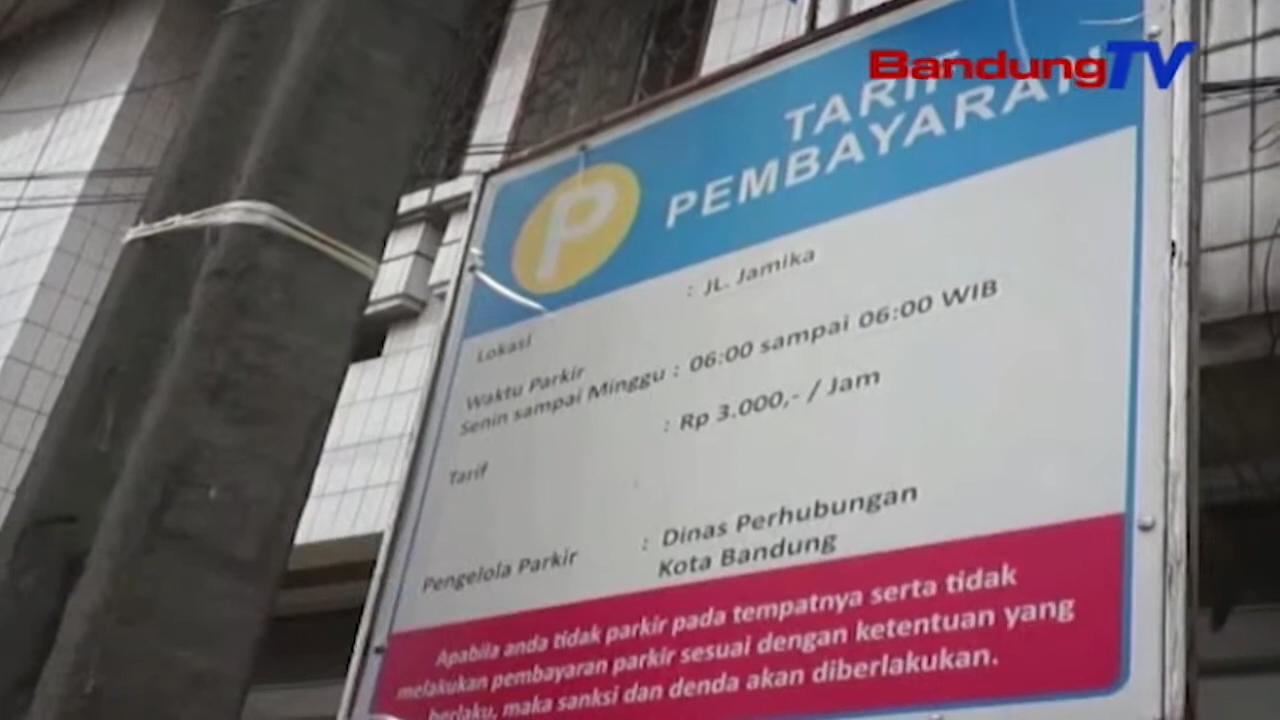 BandungTV
TARIF
PEMBAYARAN
P
Lokasi : JL. Jamika
Waktu Parkir
Senin sampai Minggu : 06:00 sampai 06:00 WIB
Tarif : Rp 3.000,- / Jam
Pengelola Parkir : Dinas Perhubungan
Kota Bandung
Apabila anda tidak parkir pada tempatnya serta tidak
melakukan pembayaran parkir sesuai dengan ketentuan yang
berlaku, maka sanksi dan denda akan diberlakukan.